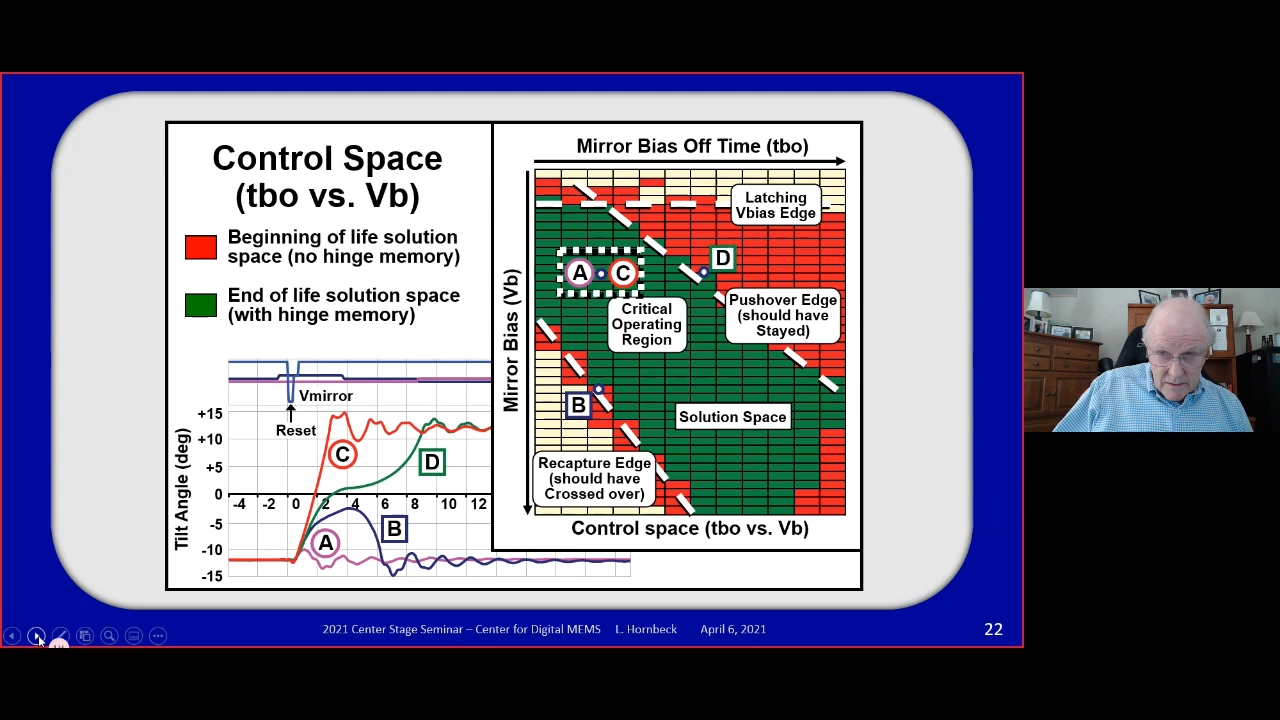 Control Space
(tbo vs. Vb)
Beginning of life solution
space (no hinge memory)
End of life solution space
(with hinge memory)
Vmirror
Reset
Tilt Angle (deg)
+15
+10
+5
0
-5
-10
-15
-4 -2 0 2 4 6 8 10 12
C
D
B
A
Mirror Bias Off Time (tbo)
Mirror Bias (Vb)
Latching
Vbias Edge
A
C
D
Critical
Operating
Region
Pushover Edge
(should have
Stayed)
B
Solution Space
Recapture Edge
(should have
Crossed over)
Control space (tbo vs. Vb)
2021 Center Stage Seminar – Center for Digital MEMS L. Hornbeck April 6, 2021
22